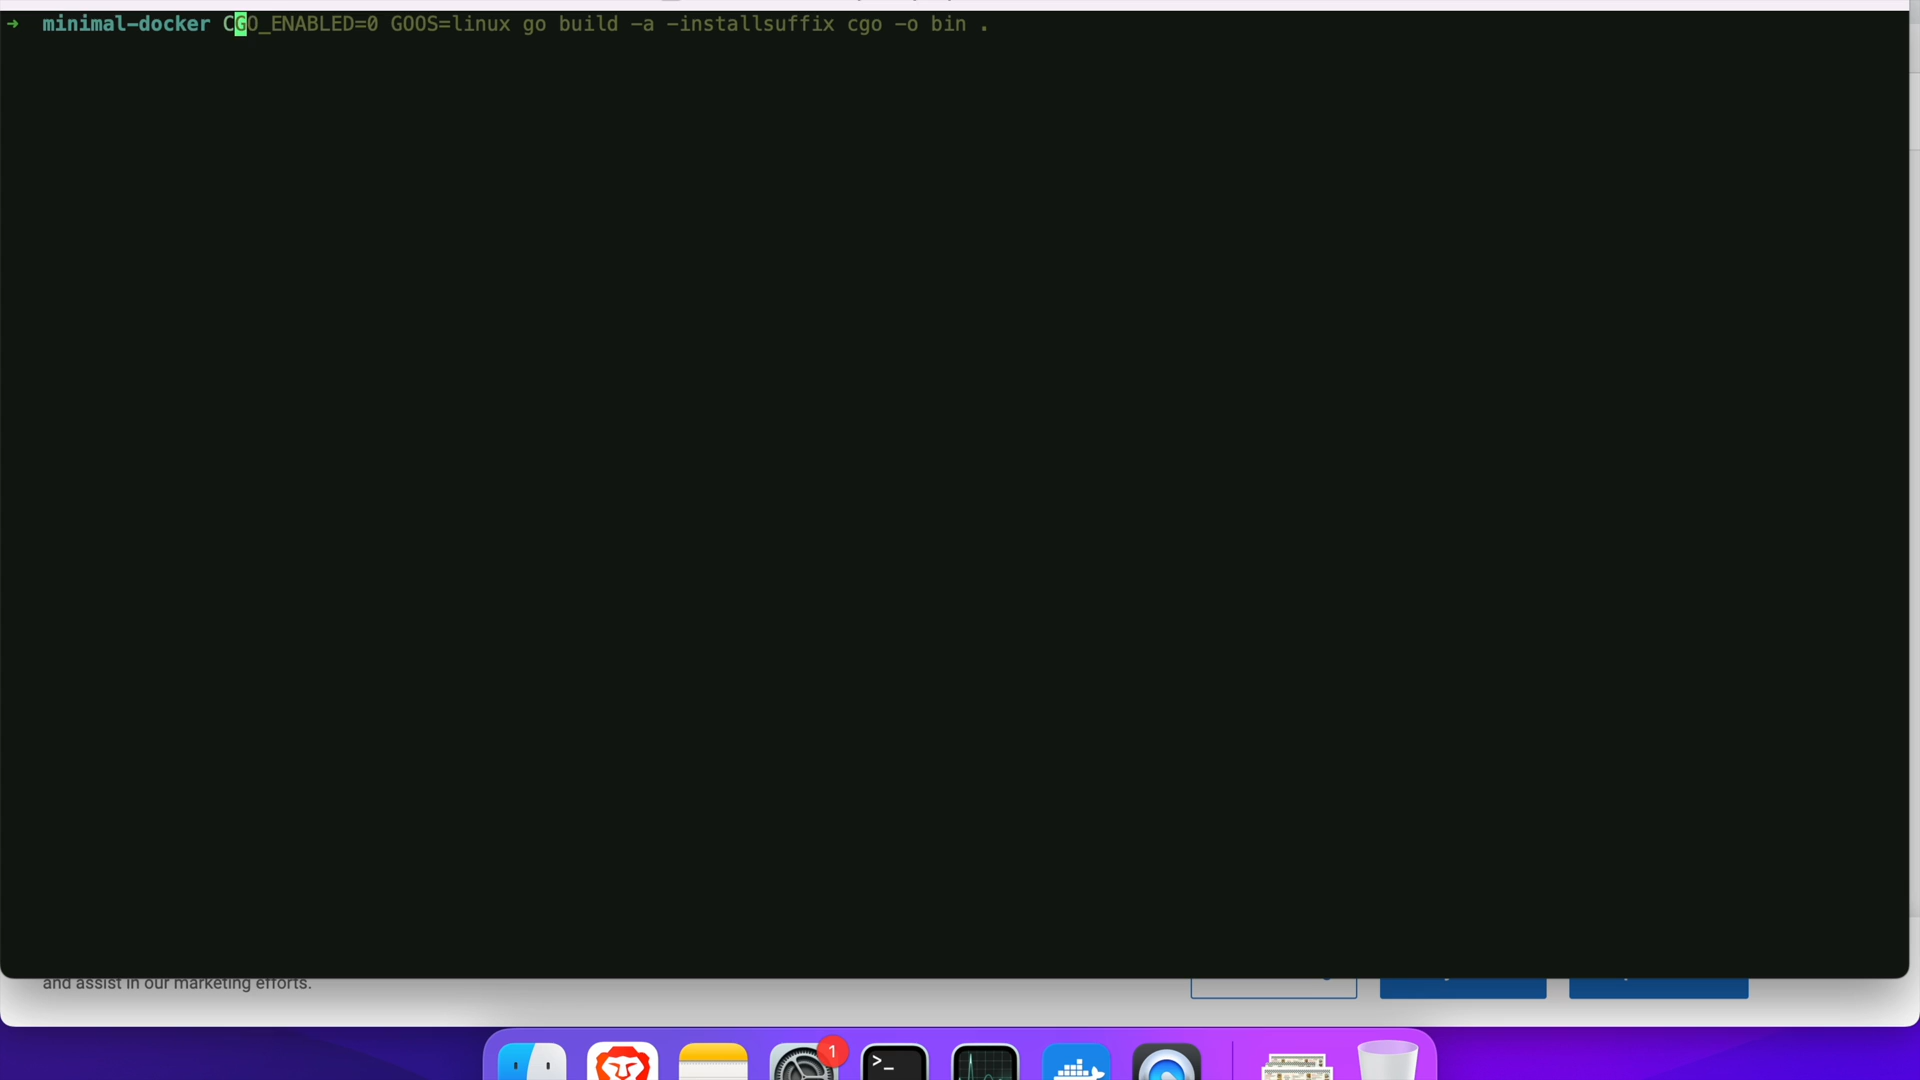 ➜ minimal-docker CGO_ENABLED=0 GOOS=linux go build -a -installsuffix cgo -o bin .
and assist in our marketing efforts.
1
>_